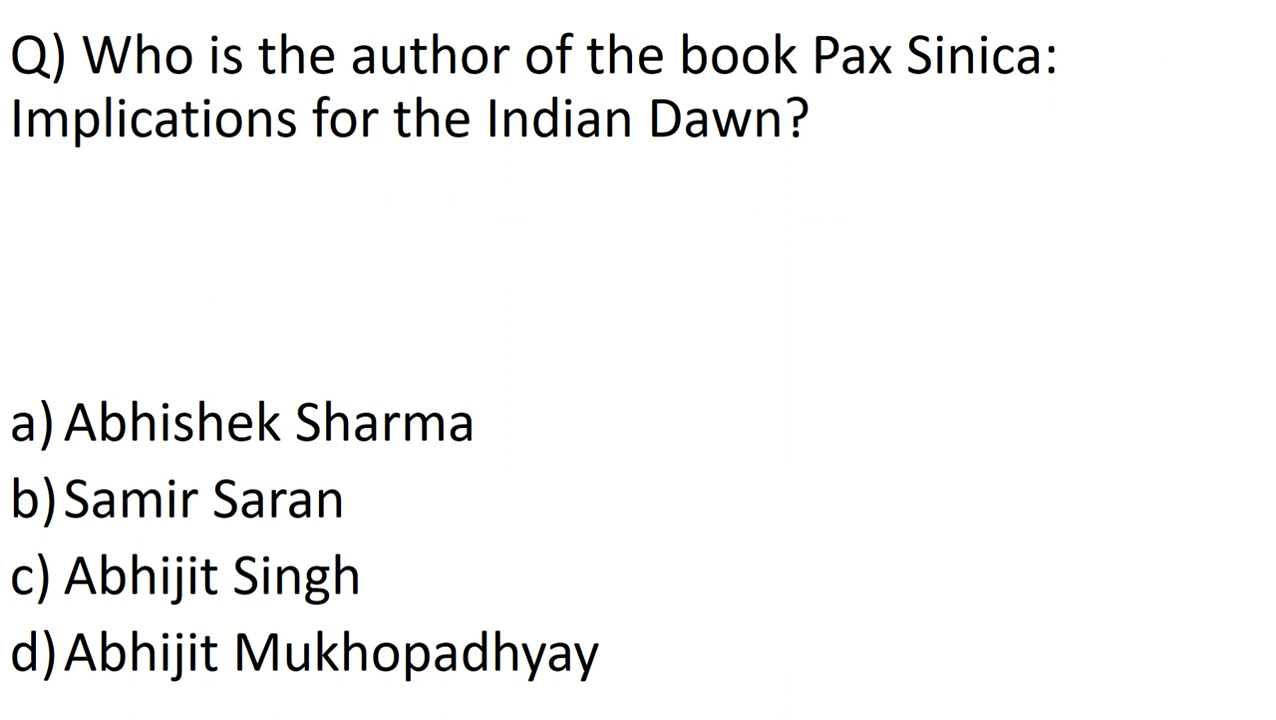 Q) Who is the author of the book Pax Sinica:
Implications for the Indian Dawn?
a) Abhishek Sharma
b) Samir Saran
c) Abhijit Singh
d) Abhijit Mukhopadhyay